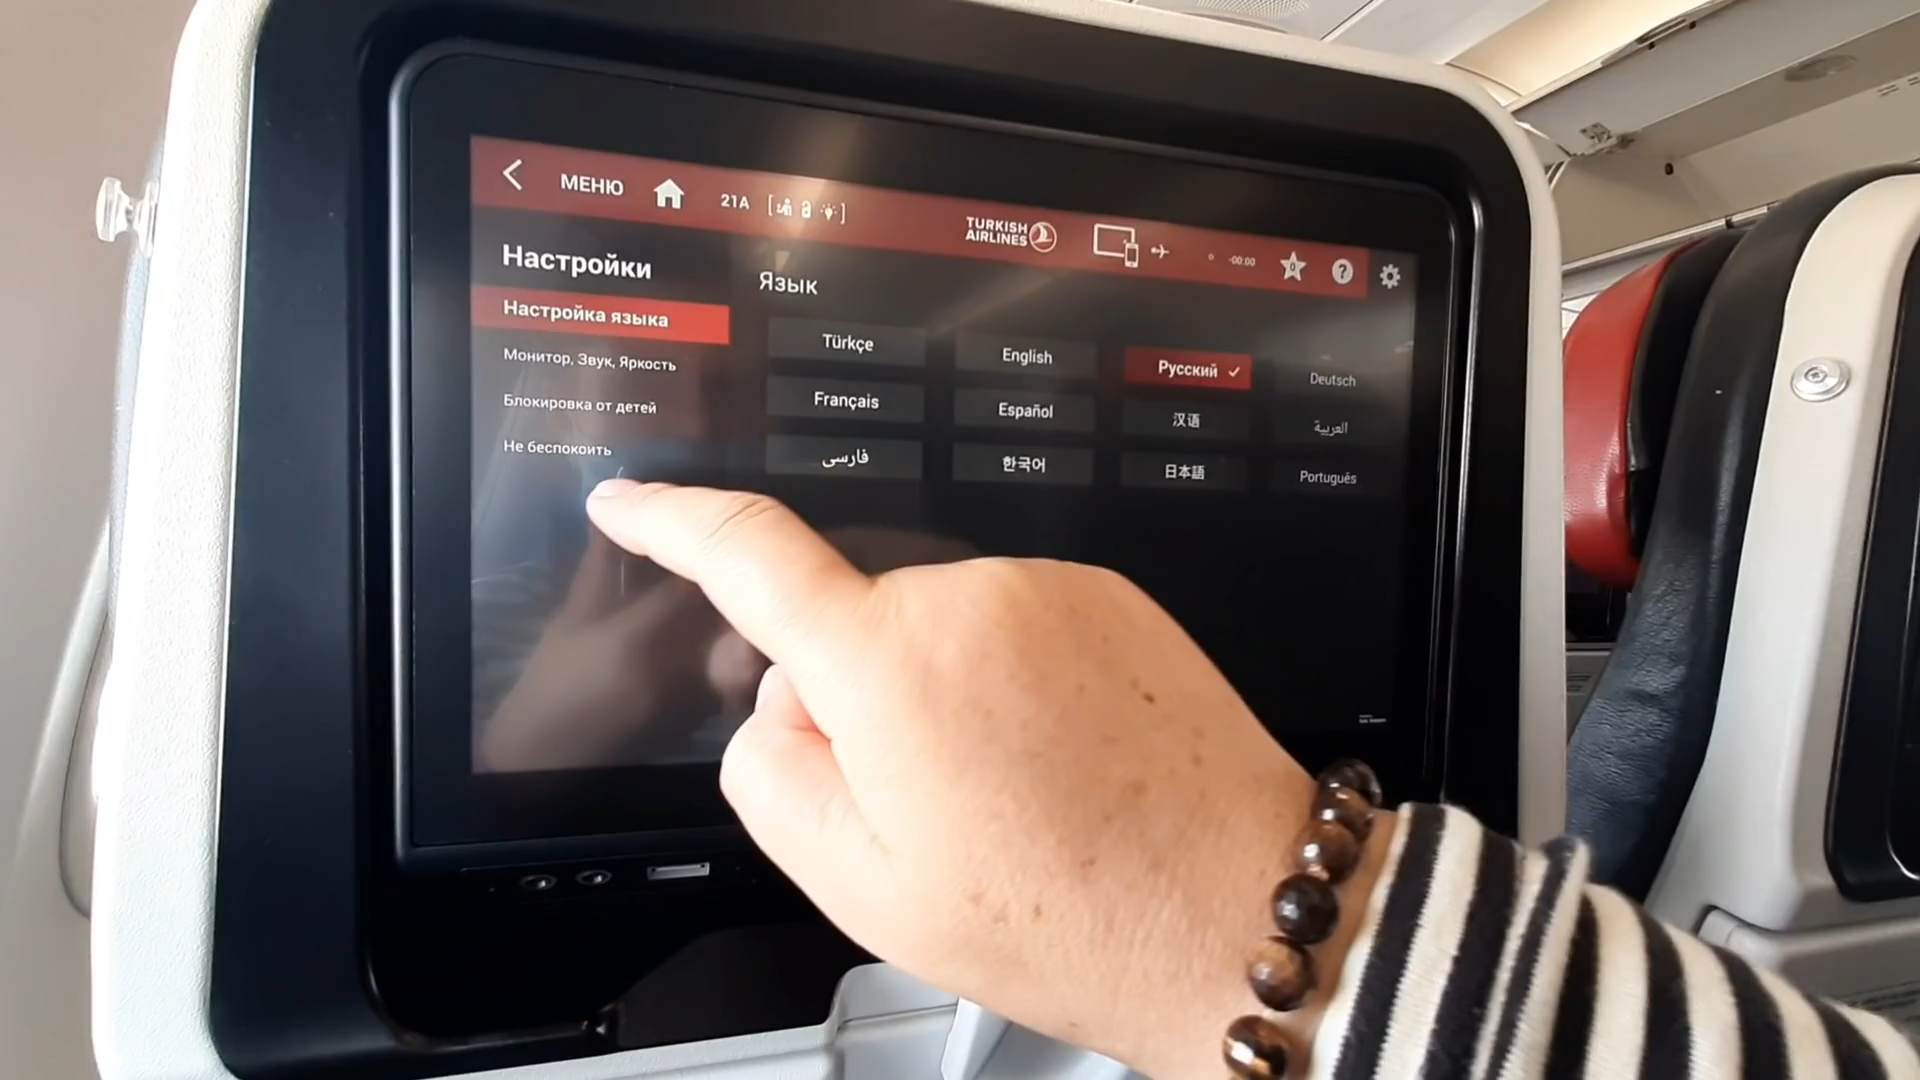 МЕНЮ
21A
TURKISH
AIRLINES
-00:00
0
?
Настройки
Настройка языка
Монитор, Звук, Яркость
Блокировка от детей
Не беспокоить
Язык
Türkçe
English
Русский
Deutsch
Français
Español
汉语
العربية
فارسی
한국어
日本語
Português